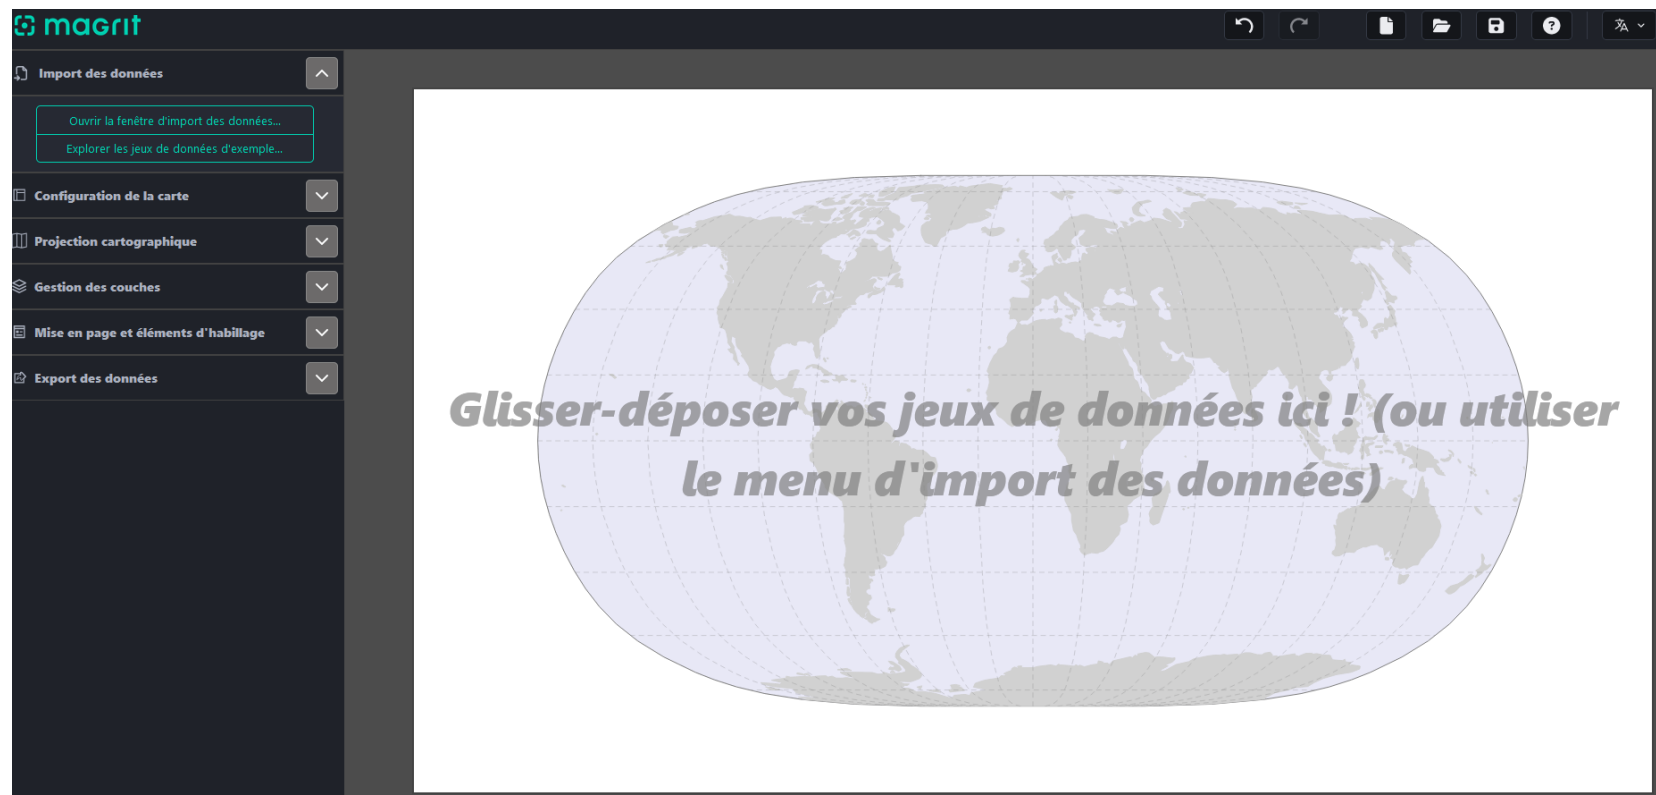 magrit
Import des données
Ouvrir la fenêtre d'import des données...
Explorer les jeux de données d'exemple...
Configuration de la carte
Projection cartographique
Gestion des couches
Mise en page et éléments d'habillage
Export des données
Glisser-déposer vos jeux de données ici ! (ou utiliser
le menu d'import des données)